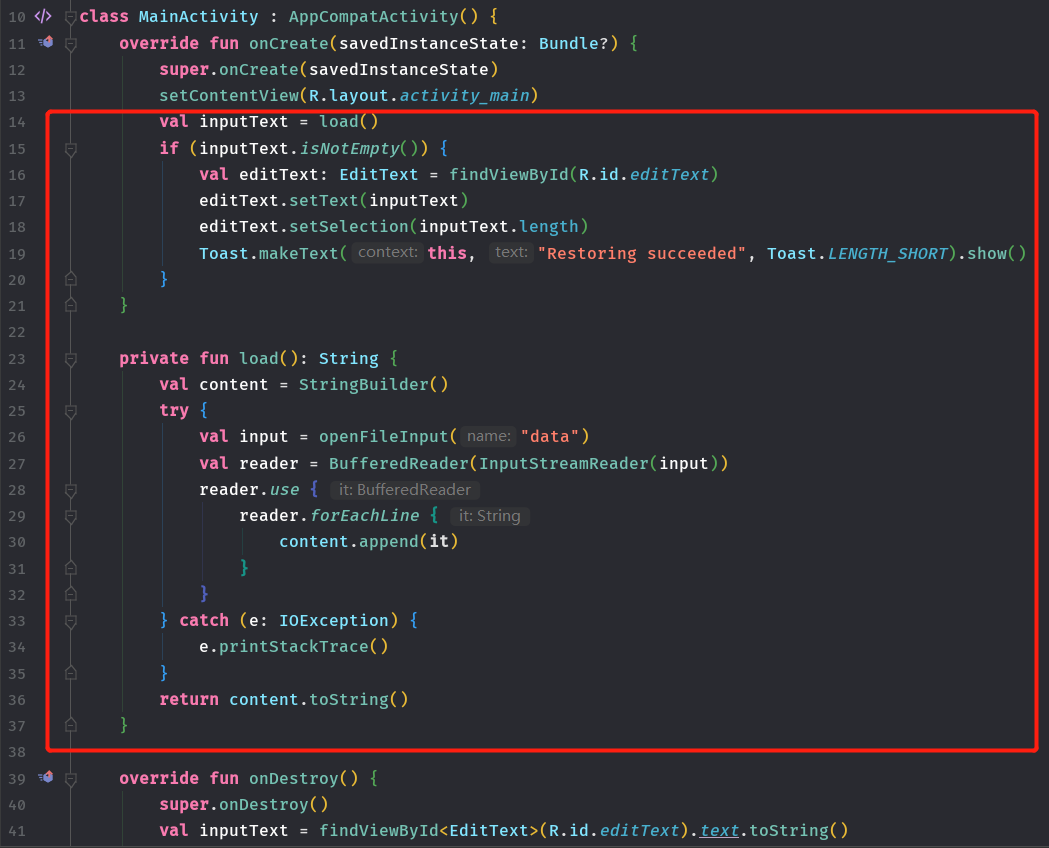 10 </> class MainActivity : AppCompatActivity() {
11 override fun onCreate(savedInstanceState: Bundle?) {
12 super.onCreate(savedInstanceState)
13 setContentView(R.layout.activity_main)
14 val inputText = load()
15 if (inputText.isNotEmpty()) {
16 val editText: EditText = findViewById(R.id.editText)
17 editText.setText(inputText)
18 editText.setSelection(inputText.length)
19 Toast.makeText( context: this, text: "Restoring succeeded", Toast.LENGTH_SHORT).show()
20 }
21 }
22
23 private fun load(): String {
24 val content = StringBuilder()
25 try {
26 val input = openFileInput( name: "data")
27 val reader = BufferedReader(InputStreamReader(input))
28 reader.use { it: BufferedReader
29 reader.forEachLine { it: String
30 content.append(it)
31 }
32 }
33 } catch (e: IOException) {
34 e.printStackTrace()
35 }
36 return content.toString()
37 }
38
39 override fun onDestroy() {
40 super.onDestroy()
41 val inputText = findViewById<EditText>(R.id.editText).text.toString()